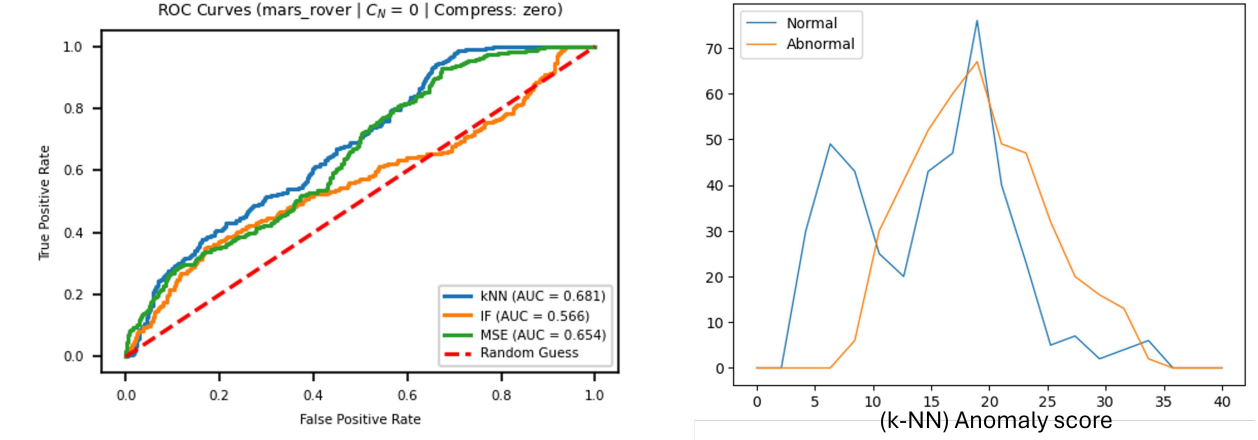 ROC Curves (mars_rover | C_N = 0 | Compress: zero)
True Positive Rate
1.0
0.8
0.6
0.4
0.2
0.0
kNN (AUC = 0.681)
IF (AUC = 0.566)
MSE (AUC = 0.654)
Random Guess
0.0 0.2 0.4 0.6 0.8 1.0
False Positive Rate
Normal
Abnormal
70
60
50
40
30
20
10
0
0 5 10 15 20 25 30 35 40
(k-NN) Anomaly score